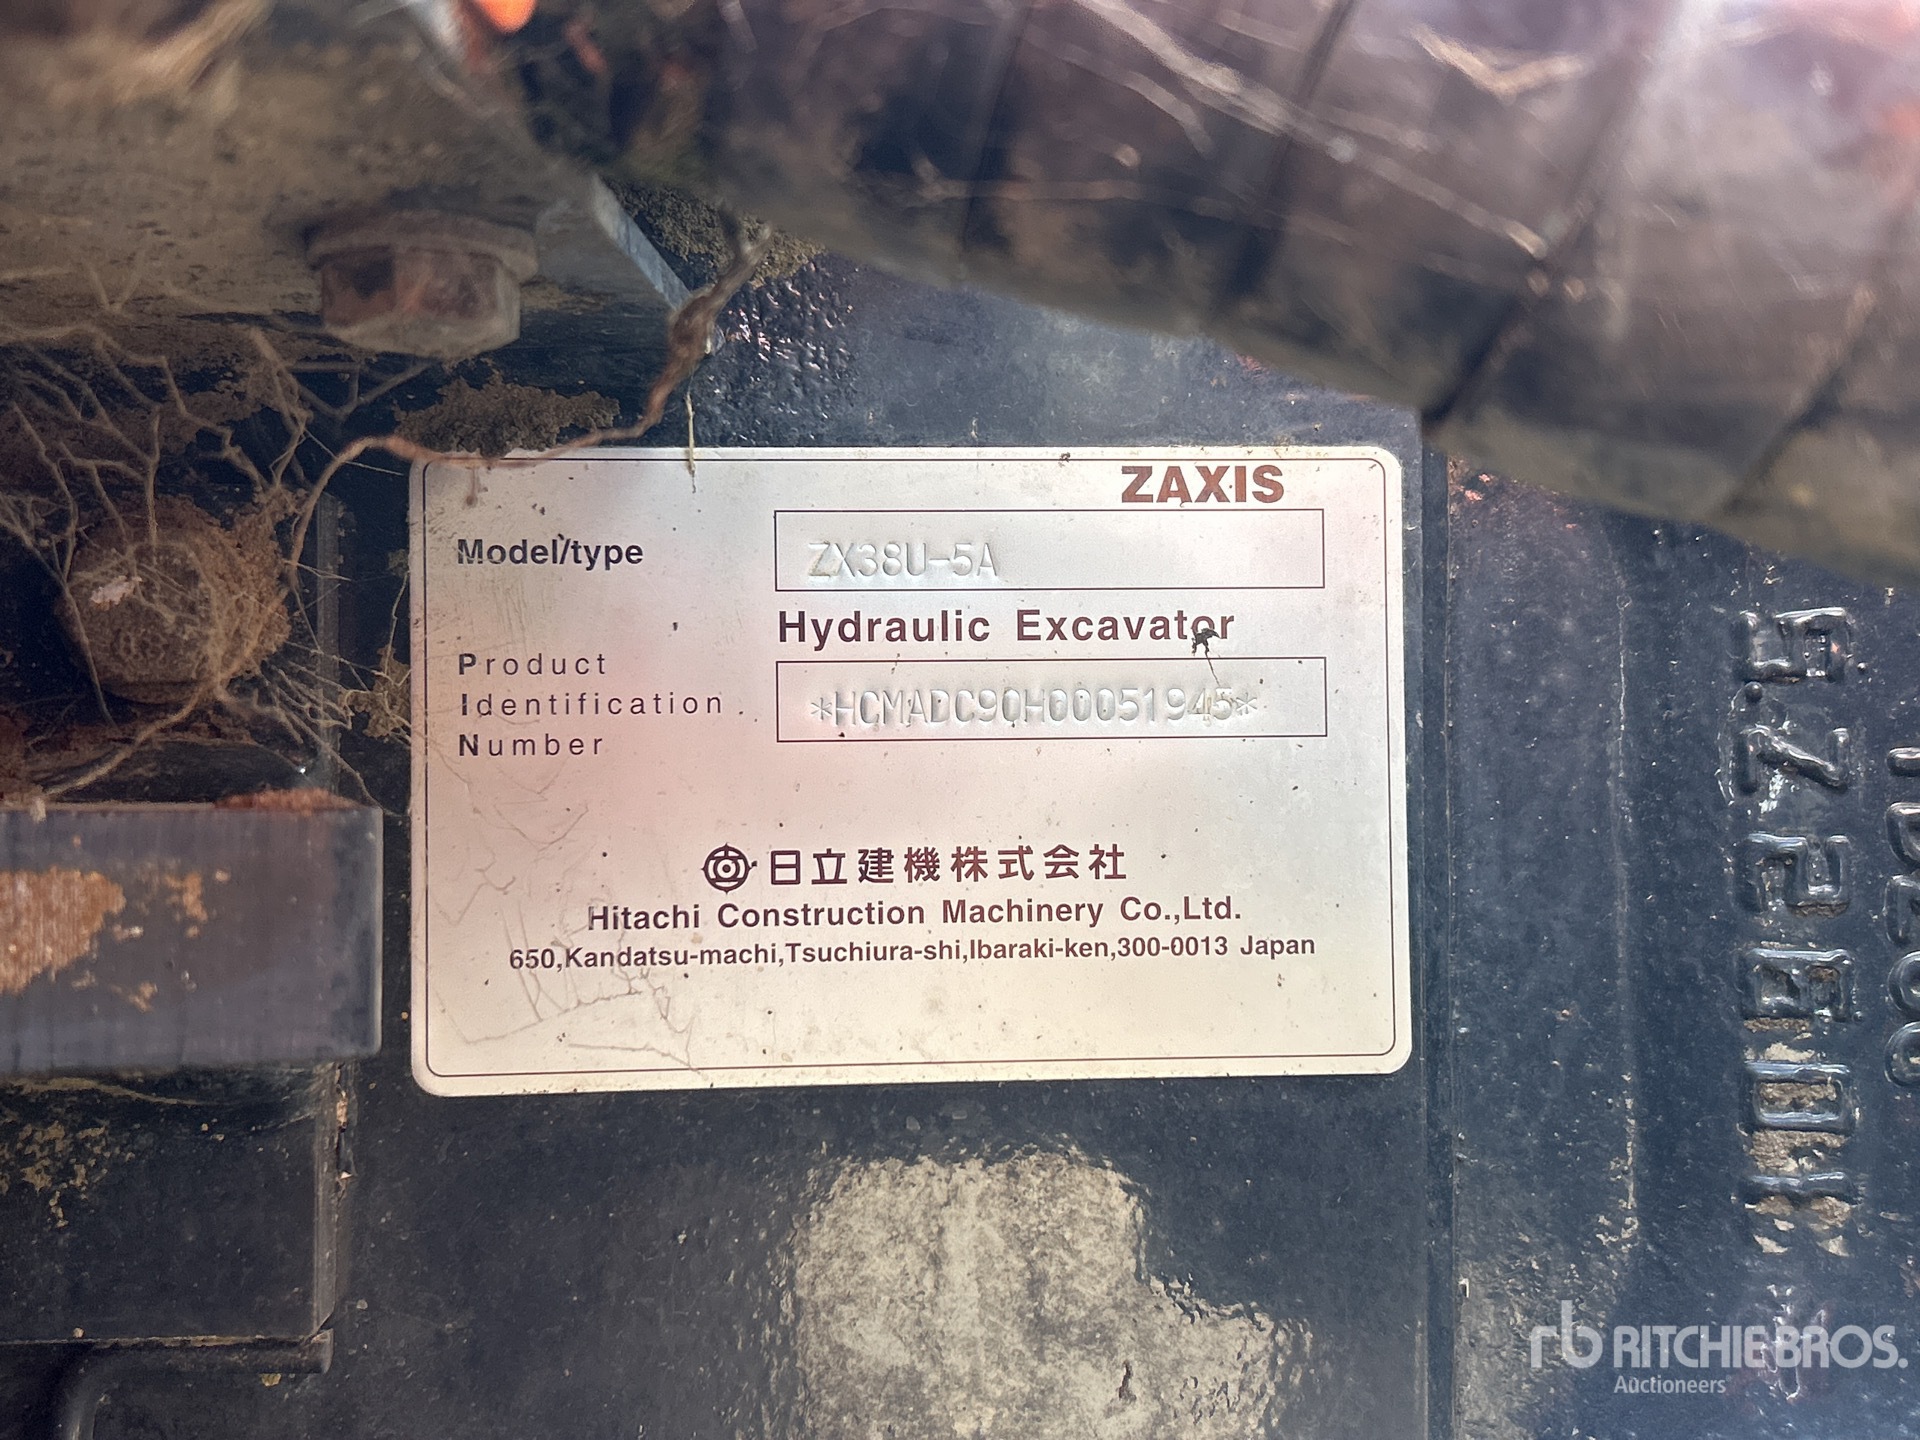 ZAXIS
Model/type
ZX38U-5A
Hydraulic Excavator
Product
Identification
Number
*HCMADC90H00051945*
日立建機株式会社
Hitachi Construction Machinery Co.,Ltd.
650,Kandatsu-machi,Tsuchiura-shi,Ibaraki-ken,300-0013 Japan
rb RITCHIE BROS.
Auctioneers